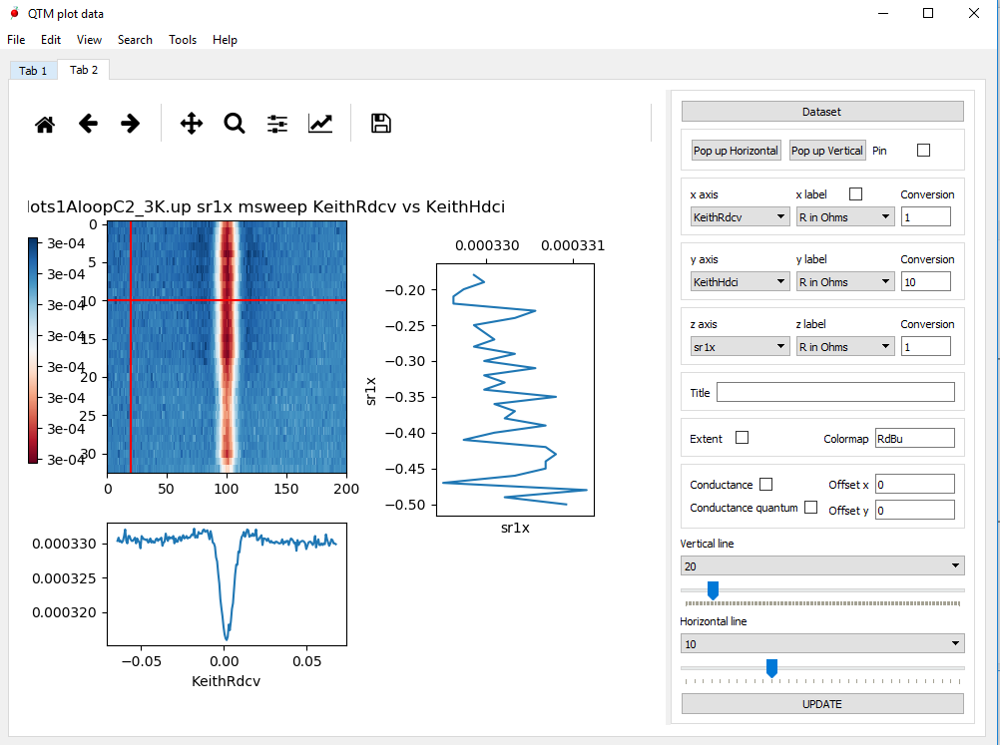 QTM plot data
File Edit View Search Tools Help
Tab 1 Tab 2
lots1AloopC2_3K.up sr1x msweep KeithRdcv vs KeithHdci
3e-04
3e-04
3e-04
3e-04
3e-04
3e-04
3e-04
3e-04
0
5
10
15
20
25
30
0 50 100 150 200
0.000330 0.000331
−0.20
−0.25
−0.30
−0.35
−0.40
−0.45
−0.50
sr1x
sr1x
0.000330
0.000325
0.000320
−0.05 0.00 0.05
KeithRdcv
Dataset
Pop up Horizontal Pop up Vertical Pin
x axis x label Conversion
KeithRdcv R in Ohms 1
y axis y label Conversion
KeithHdci R in Ohms 10
z axis z label Conversion
sr1x R in Ohms 1
Title
Extent Colormap RdBu
Conductance Offset x 0
Conductance quantum Offset y 0
Vertical line
20
Horizontal line
10
UPDATE